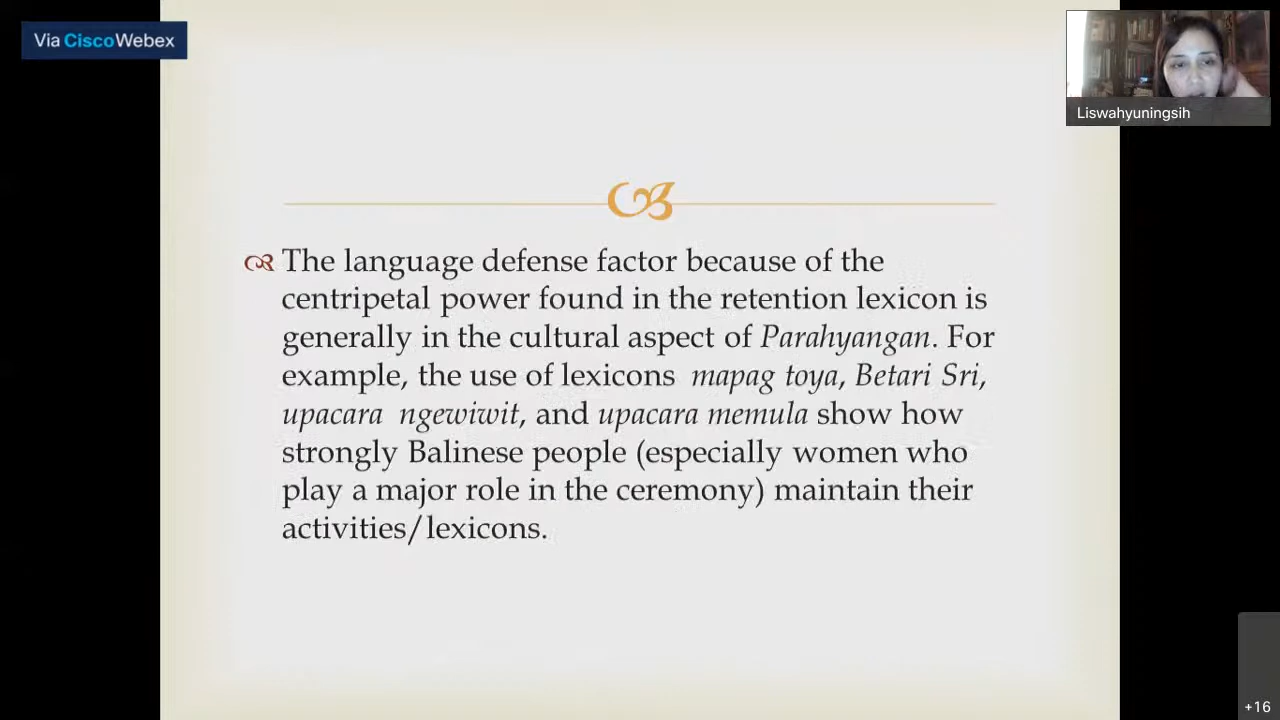 Via Cisco Webex
Liswahyuningsih
The language defense factor because of the
centripetal power found in the retention lexicon is
generally in the cultural aspect of Parahyangan. For
example, the use of lexicons mapag toya, Betari Sri,
upacara ngewiwit, and upacara memula show how
strongly Balinese people (especially women who
play a major role in the ceremony) maintain their
activities/lexicons.
+16